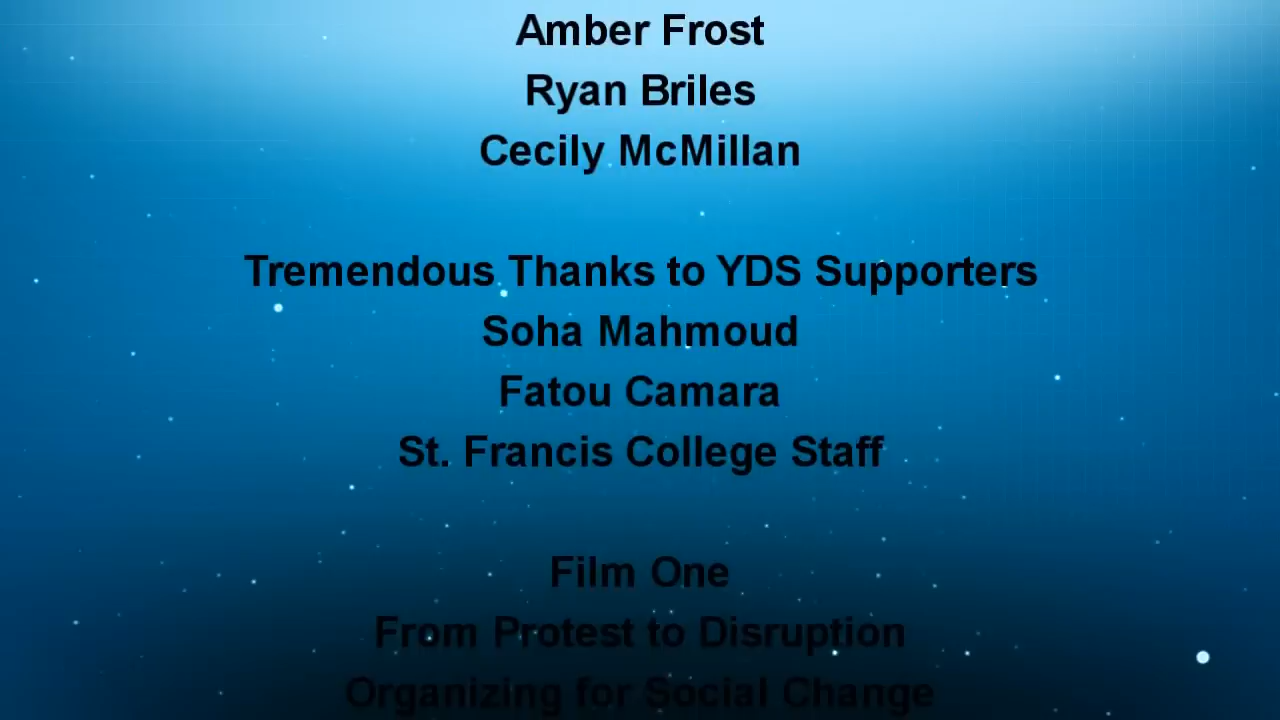 Amber Frost
Ryan Briles
Cecily McMillan
Tremendous Thanks to YDS Supporters
Soha Mahmoud
Fatou Camara
St. Francis College Staff
Film One
From Protest to Disruption
Organizing for Social Change